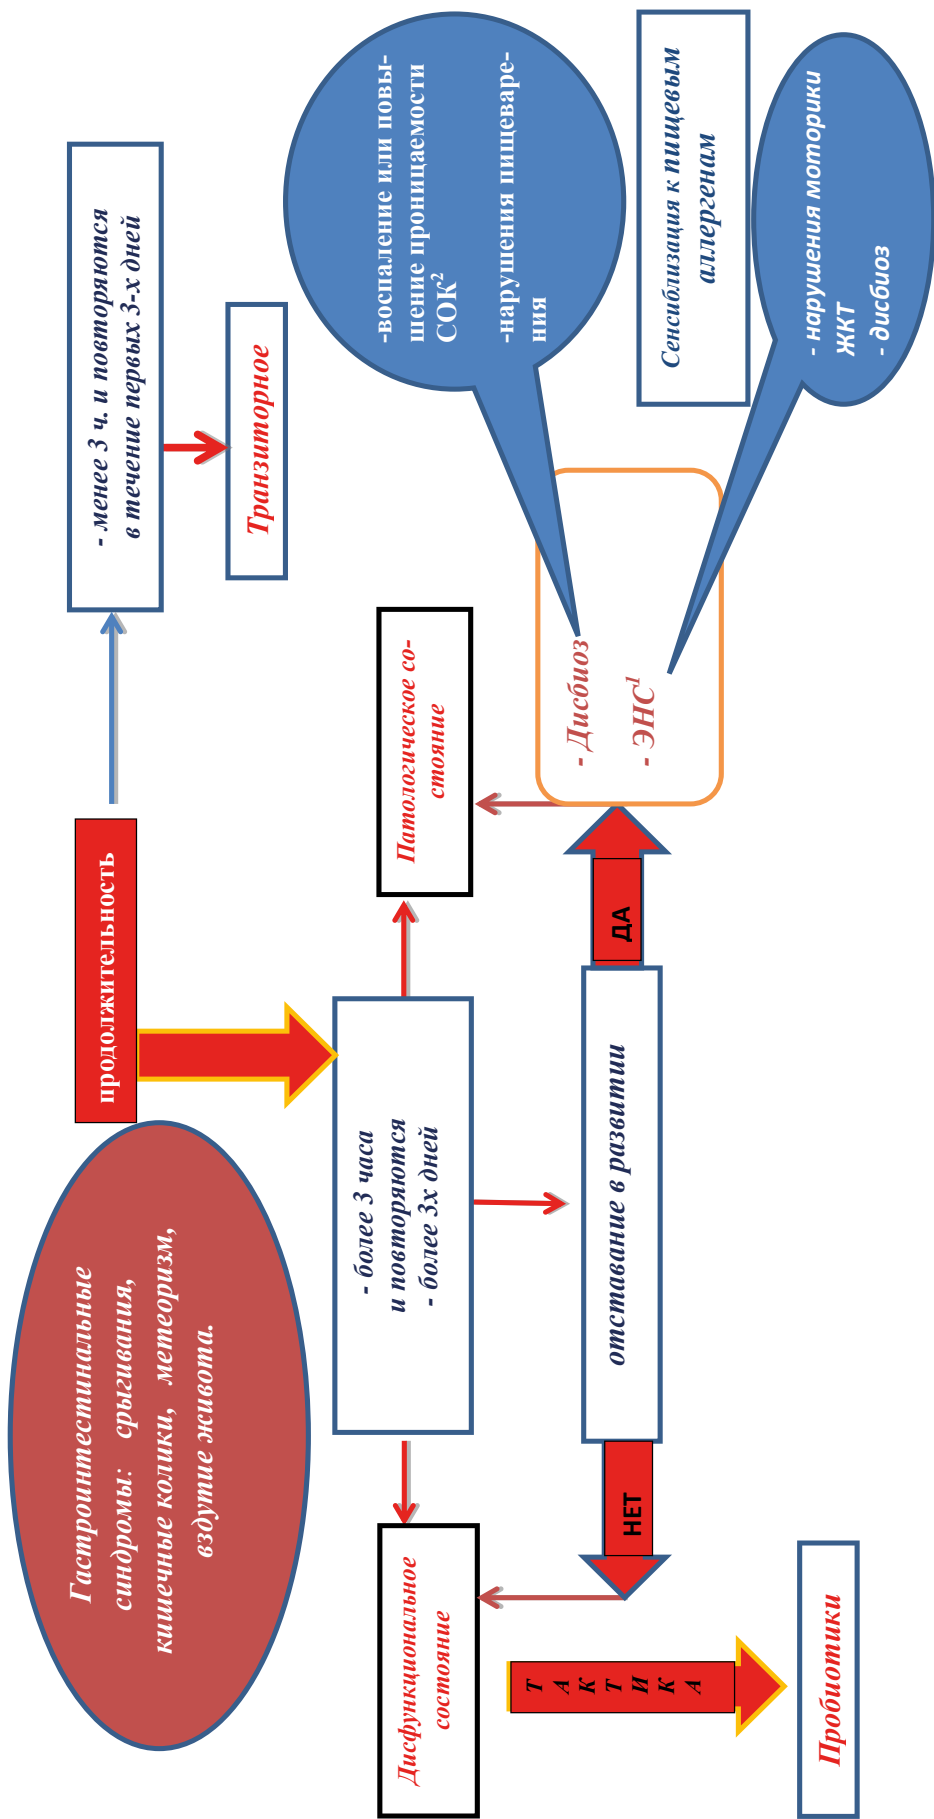 Гастроинтестинальные
синдромы: срыгивания,
кишечные колики, метеоризм,
вздутие живота.
продолжительность
- менее 3 ч. и повторяются
в течение первых 3-х дней
Транзиторное
- более 3 часа
и повторяются
- более 3х дней
Дисфункциональное
состояние
Патологическое со-
стояние
отставание в развитии
НЕТ
ДА
- Дисбиоз
- ЭНС¹
-воспаление или повы-
шение проницаемости
СОК²
-нарушения пищеваре-
ния
Сенсиблизация к пищевым
аллергенам
- нарушения моторики
ЖКТ
- дисбиоз
Т
А
К
Т
И
К
А
Пробиотики